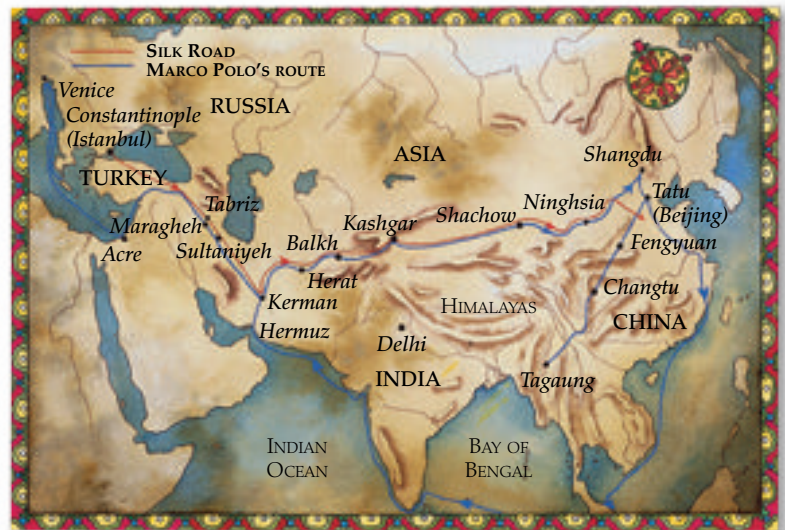 SILK ROAD
MARCO POLO'S ROUTE
Venice
Constantinople
(Istanbul)
RUSSIA
ASIA
TURKEY
Shangdu
Tabriz
Ninghsia
Tatu
(Beijing)
Maragheh
Kashgar
Shachow
Acre
Sultaniyeh
Balkh
Fengyuan
Herat
Kerman
HIMALAYAS
Changtu
Hermuz
CHINA
Delhi
INDIA
Tagaung
INDIAN
OCEAN
BAY OF
BENGAL